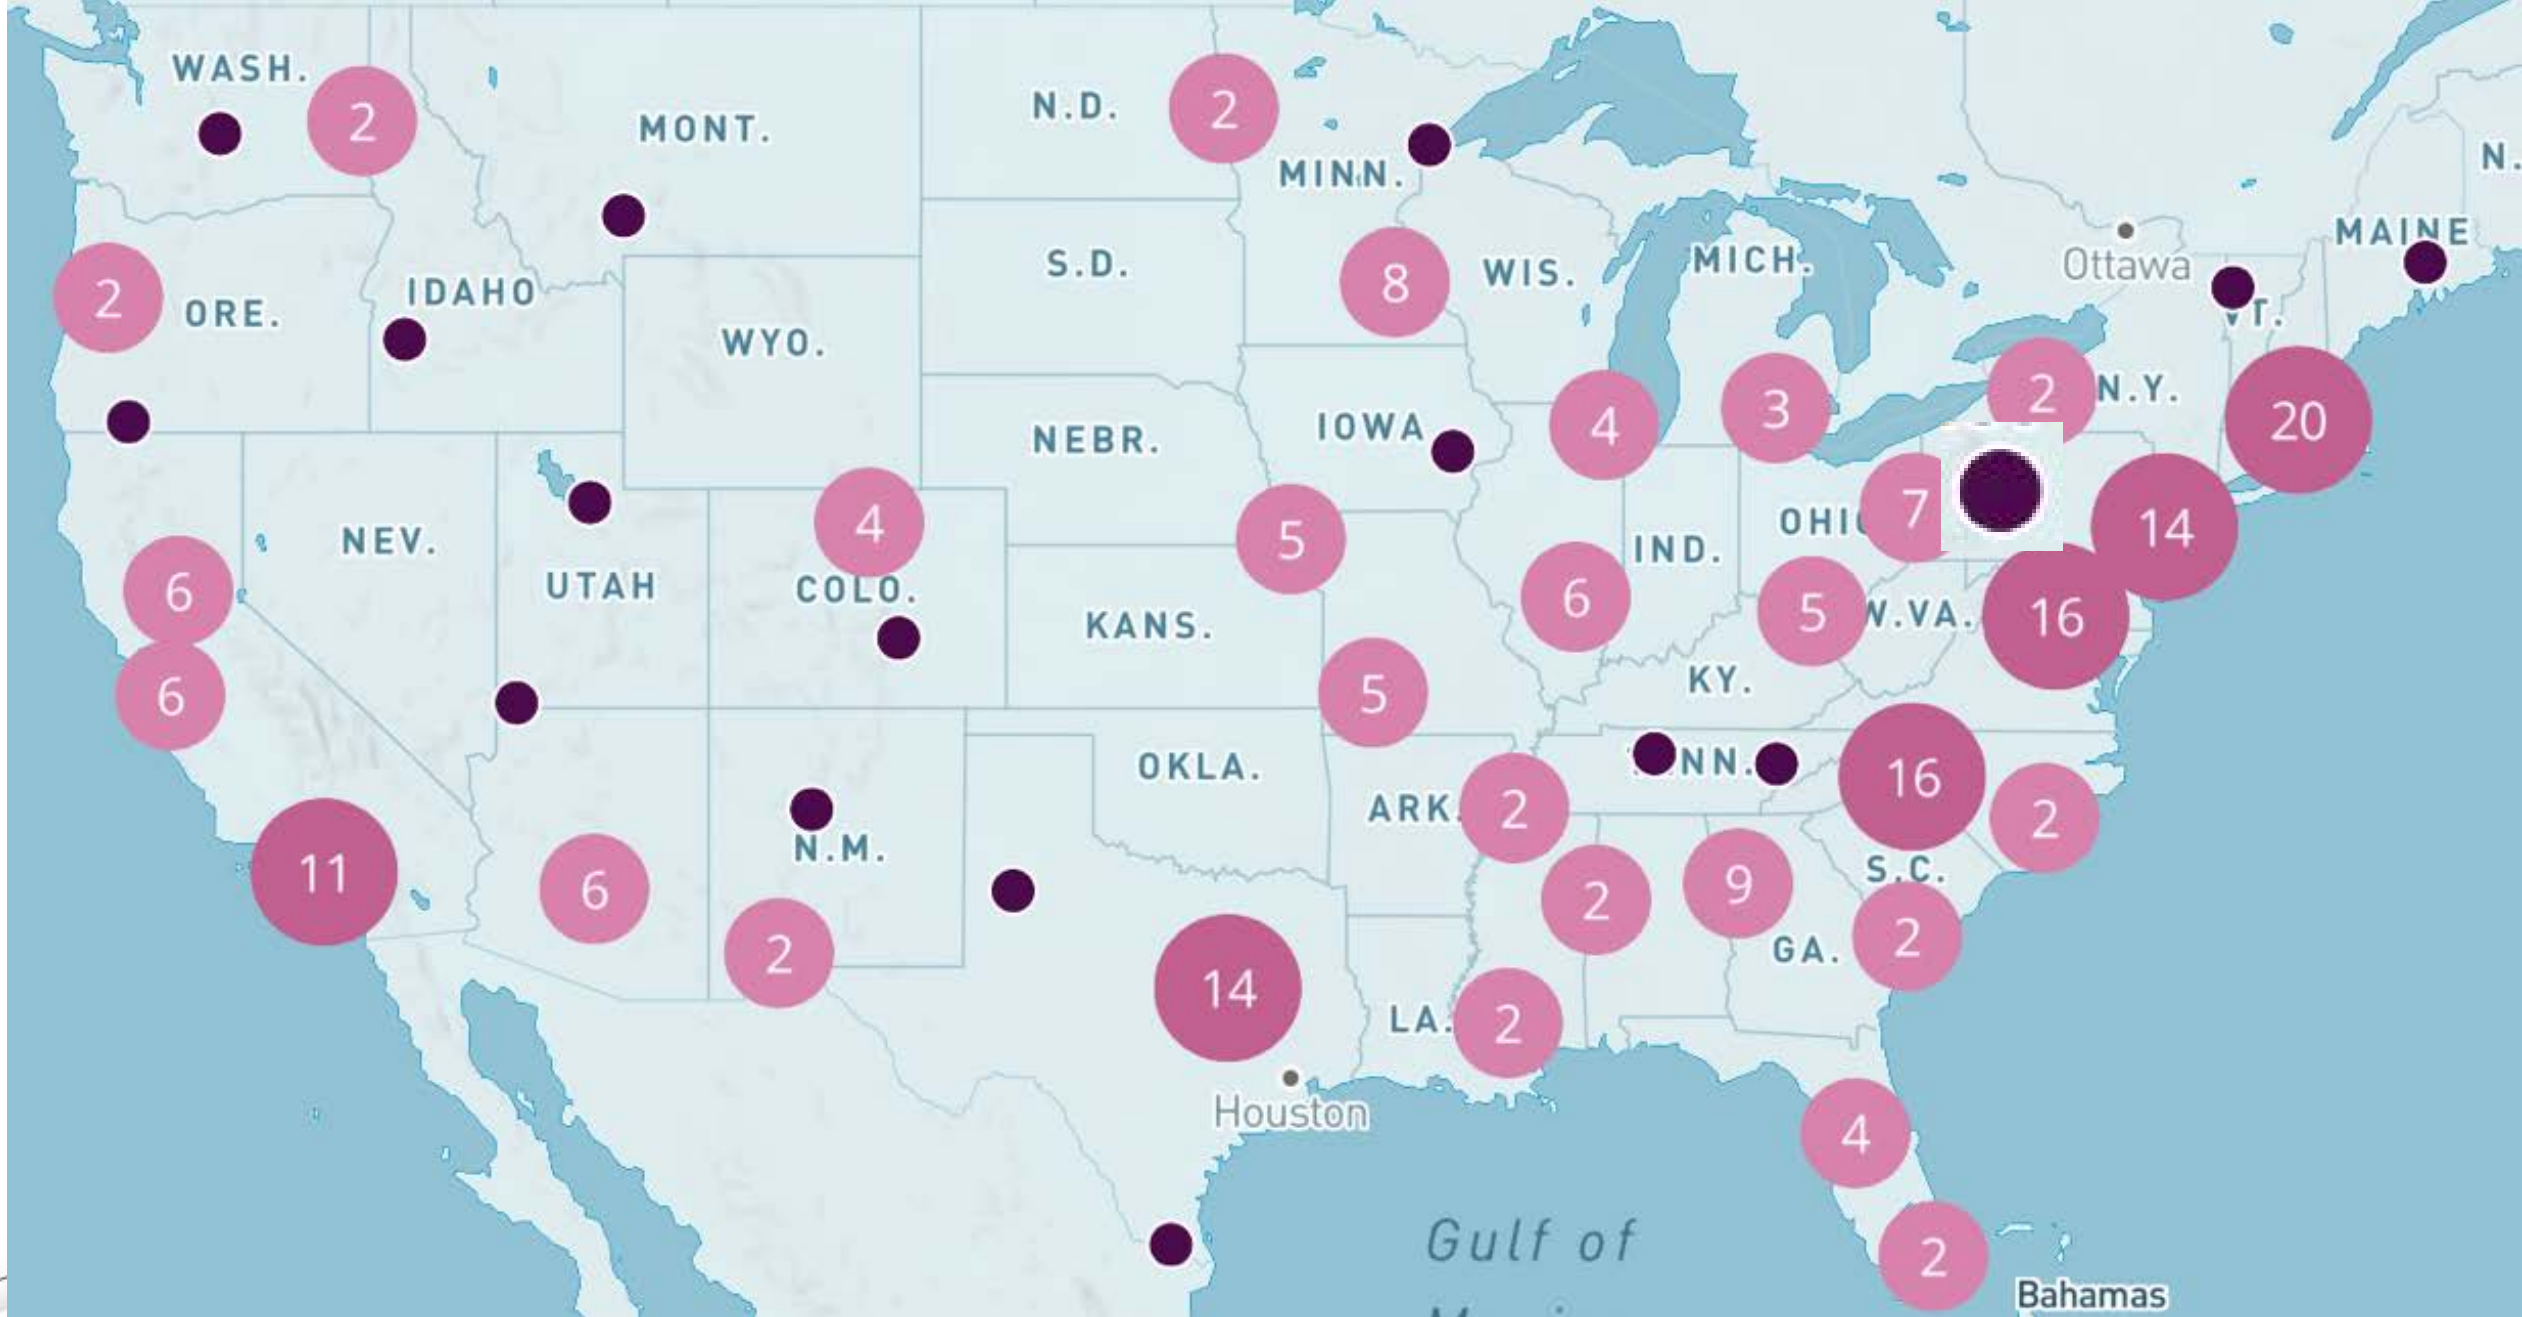 WASH.
2
MONT.
N.D.
2
MINN.
N.
MAINE
2
ORE.
IDAHO
S.D.
8
WIS.
MICH.
Ottawa
VT.
WYO.
2
N.Y.
20
NEBR.
IOWA
4
3
NEV.
UTAH
4
COLO.
5
IND.
OHIO
7
14
6
KANS.
6
5
W.VA.
16
6
5
KY.
OKLA.
ARK.
2
NN.
16
2
11
6
N.M.
2
14
Houston
LA.
2
2
9
GA.
S.C.
2
4
2
Gulf of
Bahamas